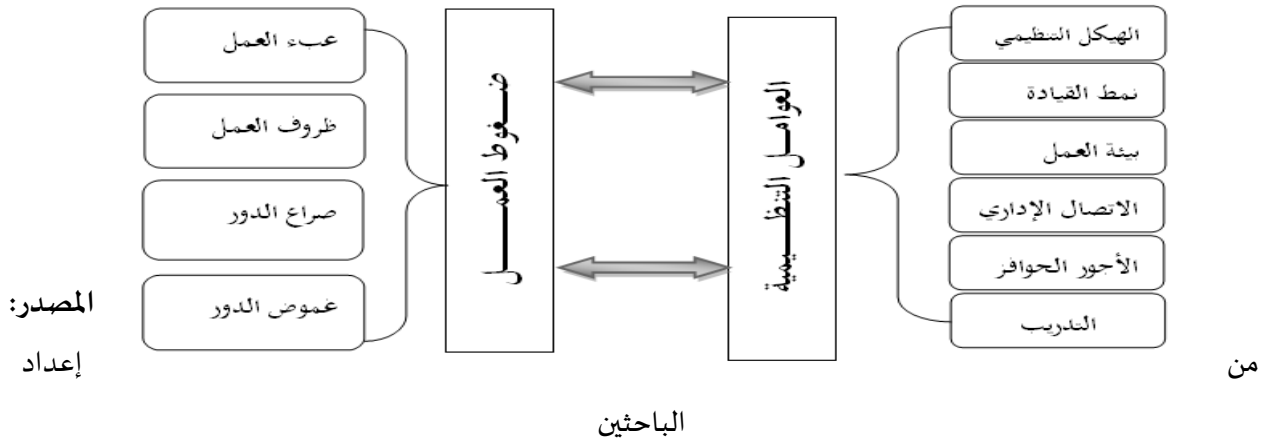 الهيكل التنظيمي
نمط القيادة
بيئة العمل
الاتصال الإداري
الأجور الحوافز
التدريب
العوامل التنظيمية
ضغوط العمل
عبء العمل
ظروف العمل
صراع الدور
غموض الدور
المصدر:
من إعداد
الباحثين